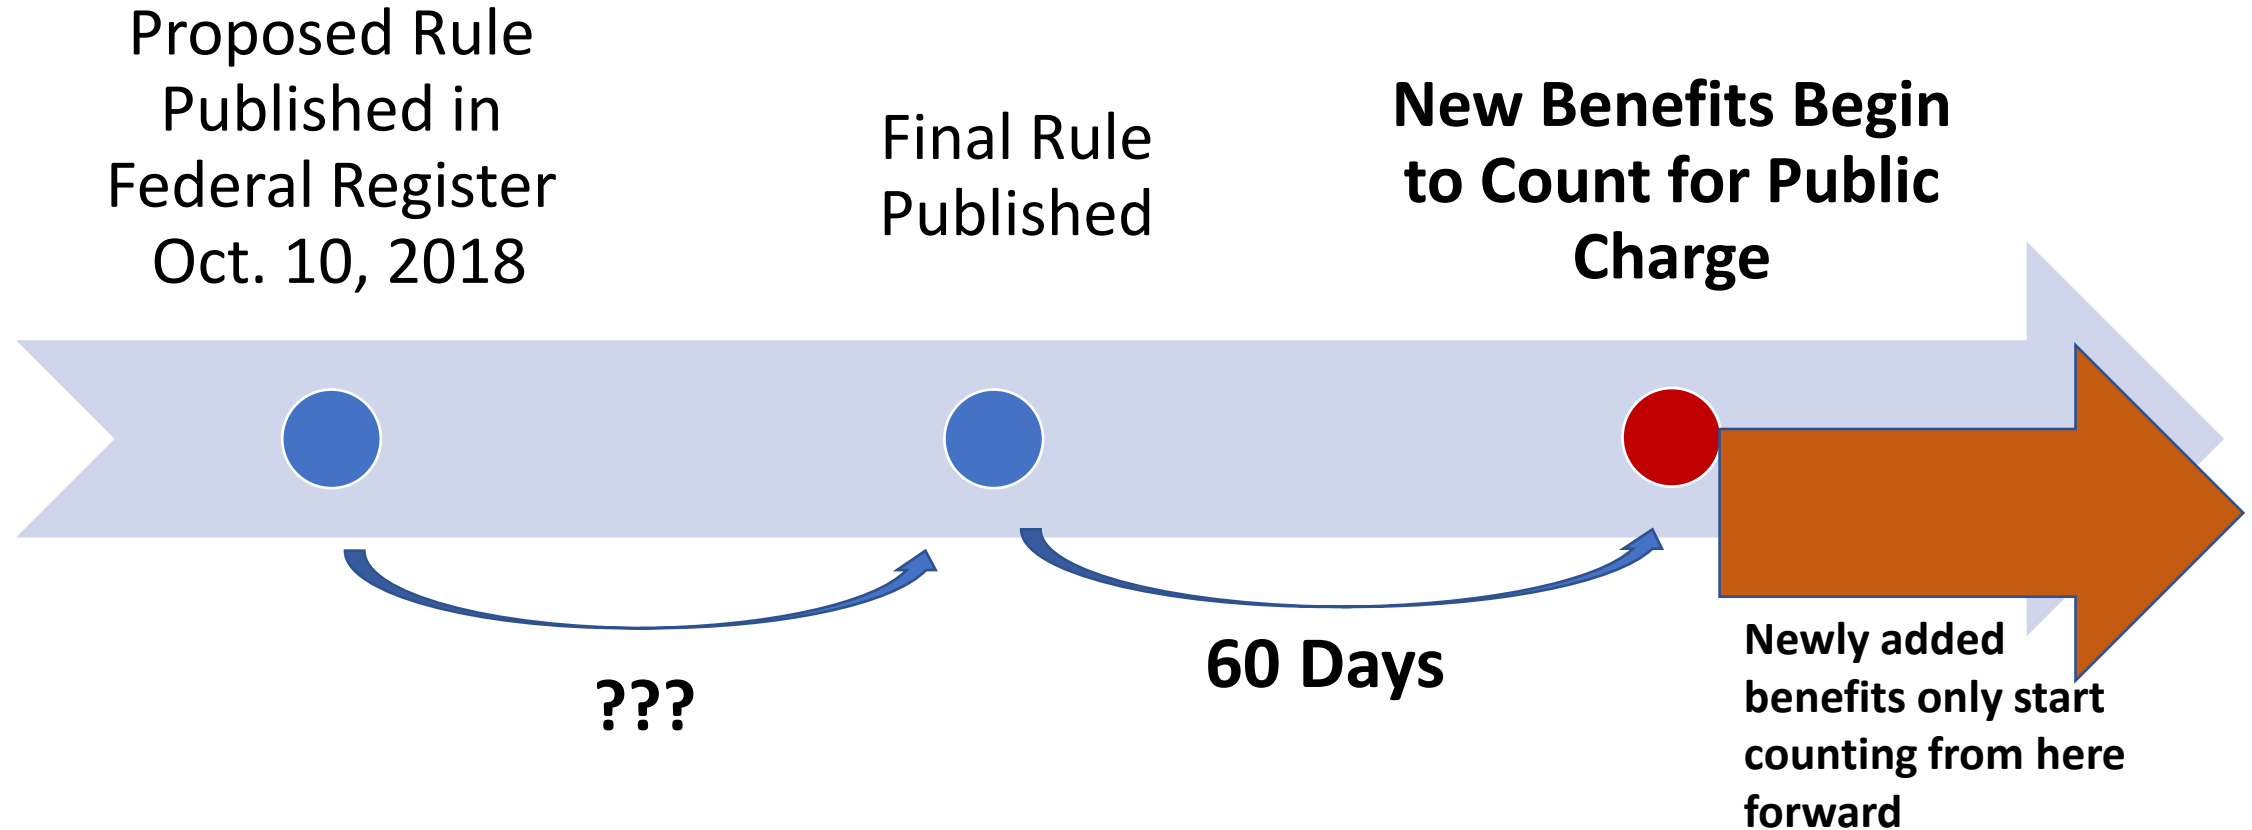 Proposed Rule
Published in
Federal Register
Oct. 10, 2018
Final Rule
Published
New Benefits Begin
to Count for Public
Charge
???
60 Days
Newly added
benefits only start
counting from here
forward